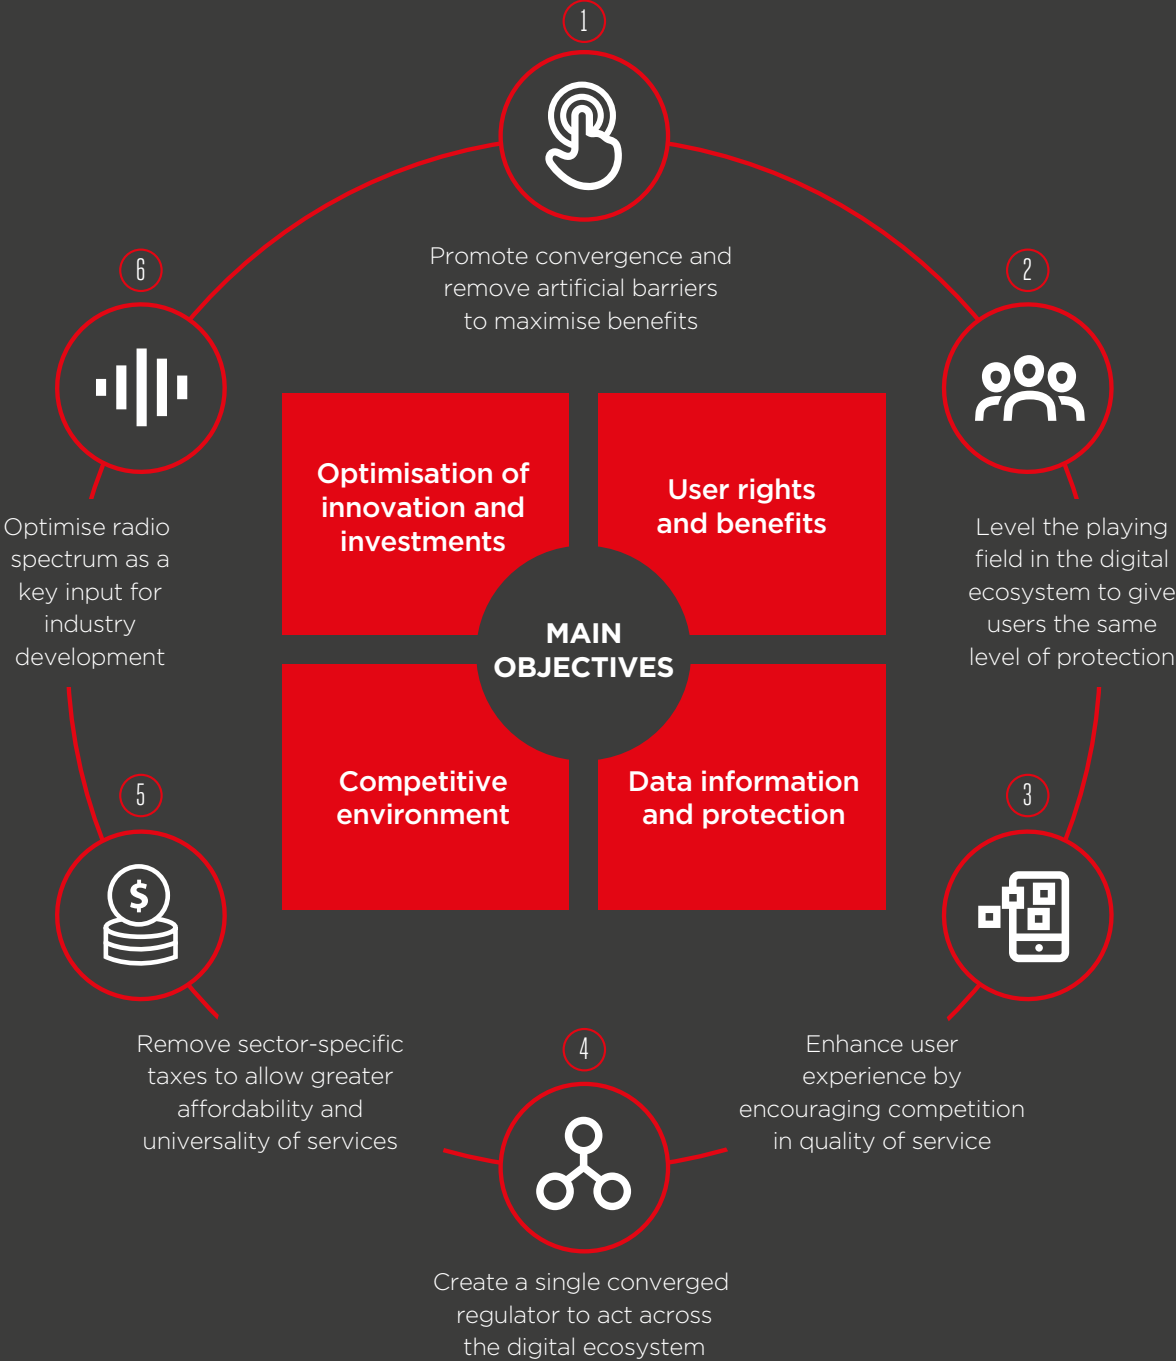 1
Promote convergence and
remove artificial barriers
to maximise benefits
2
Level the playing
field in the digital
ecosystem to give
users the same
level of protection
3
Enhance user
experience by
encouraging competition
in quality of service
4
Create a single converged
regulator to act across
the digital ecosystem
5
$
Remove sector-specific
taxes to allow greater
affordability and
universality of services
6
Optimise radio
spectrum as a
key input for
industry
development
MAIN
OBJECTIVES
Optimisation of
innovation and
investments
User rights
and benefits
Competitive
environment
Data information
and protection